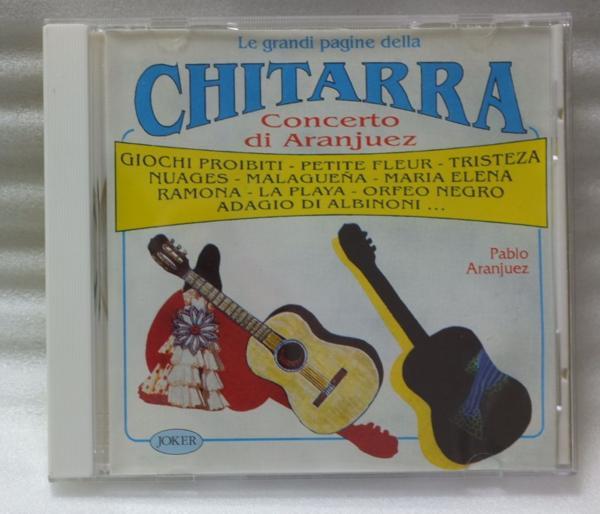 Le grandi pagine della
CHITARRA
Concerto
di Aranjuez
GIOCHI PROIBITI - PETITE FLEUR - TRISTEZA
NUAGES - MALAGUEÑA - MARIA ELENA
RAMONA - LA PLAYA - ORFEO NEGRO
ADAGIO DI ALBINONI ...
Pablo
Aranjuez
JOKER